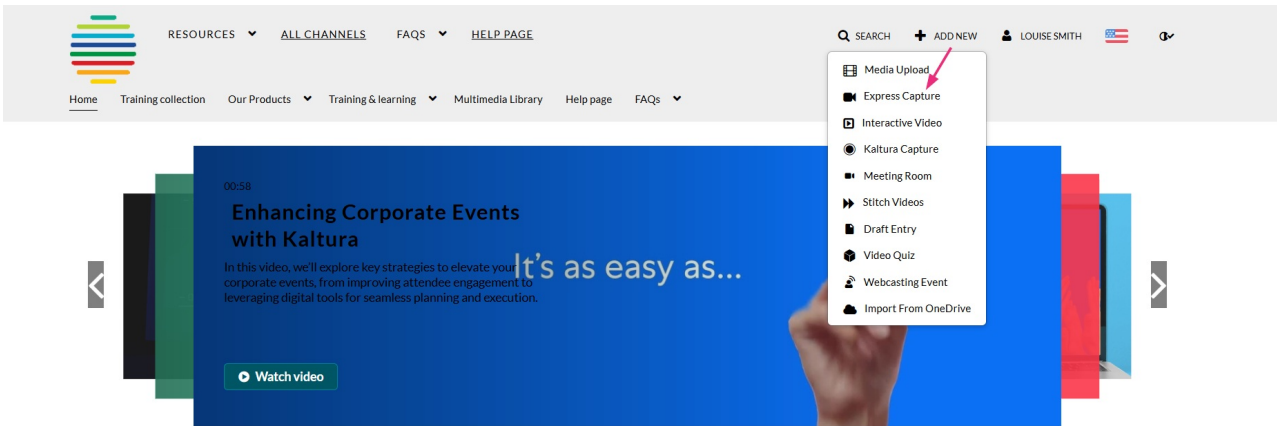 RESOURCES ALL CHANNELS FAQS HELP PAGE SEARCH ADD NEW LOUISE SMITH
Home Training collection Our Products Training & learning Multimedia Library Help page FAQs
Media Upload
Express Capture
Interactive Video
Kaltura Capture
Meeting Room
Stitch Videos
Draft Entry
Video Quiz
Webcasting Event
Import From OneDrive
00:58
Enhancing Corporate Events
with Kaltura
In this video, we'll explore key strategies to elevate your
corporate events, from improving attendee engagement to
leveraging digital tools for seamless planning and execution.
It's as easy as...
Watch video